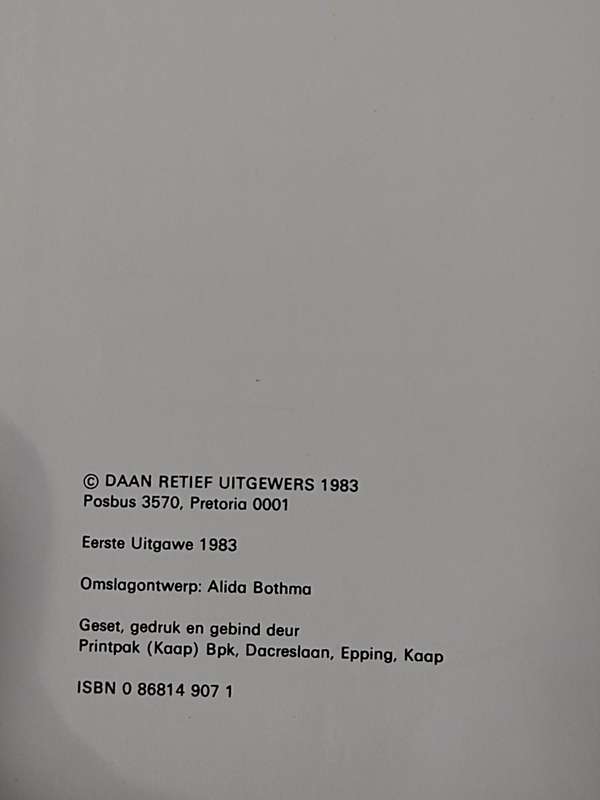 © DAAN RETIEF UITGEWERS 1983
Posbus 3570, Pretoria 0001
Eerste Uitgawe 1983
Omslagontwerp: Alida Bothma
Geset, gedruk en gebind deur
Printpak (Kaap) Bpk, Dacreslaan, Epping, Kaap
ISBN 0 86814 907 1